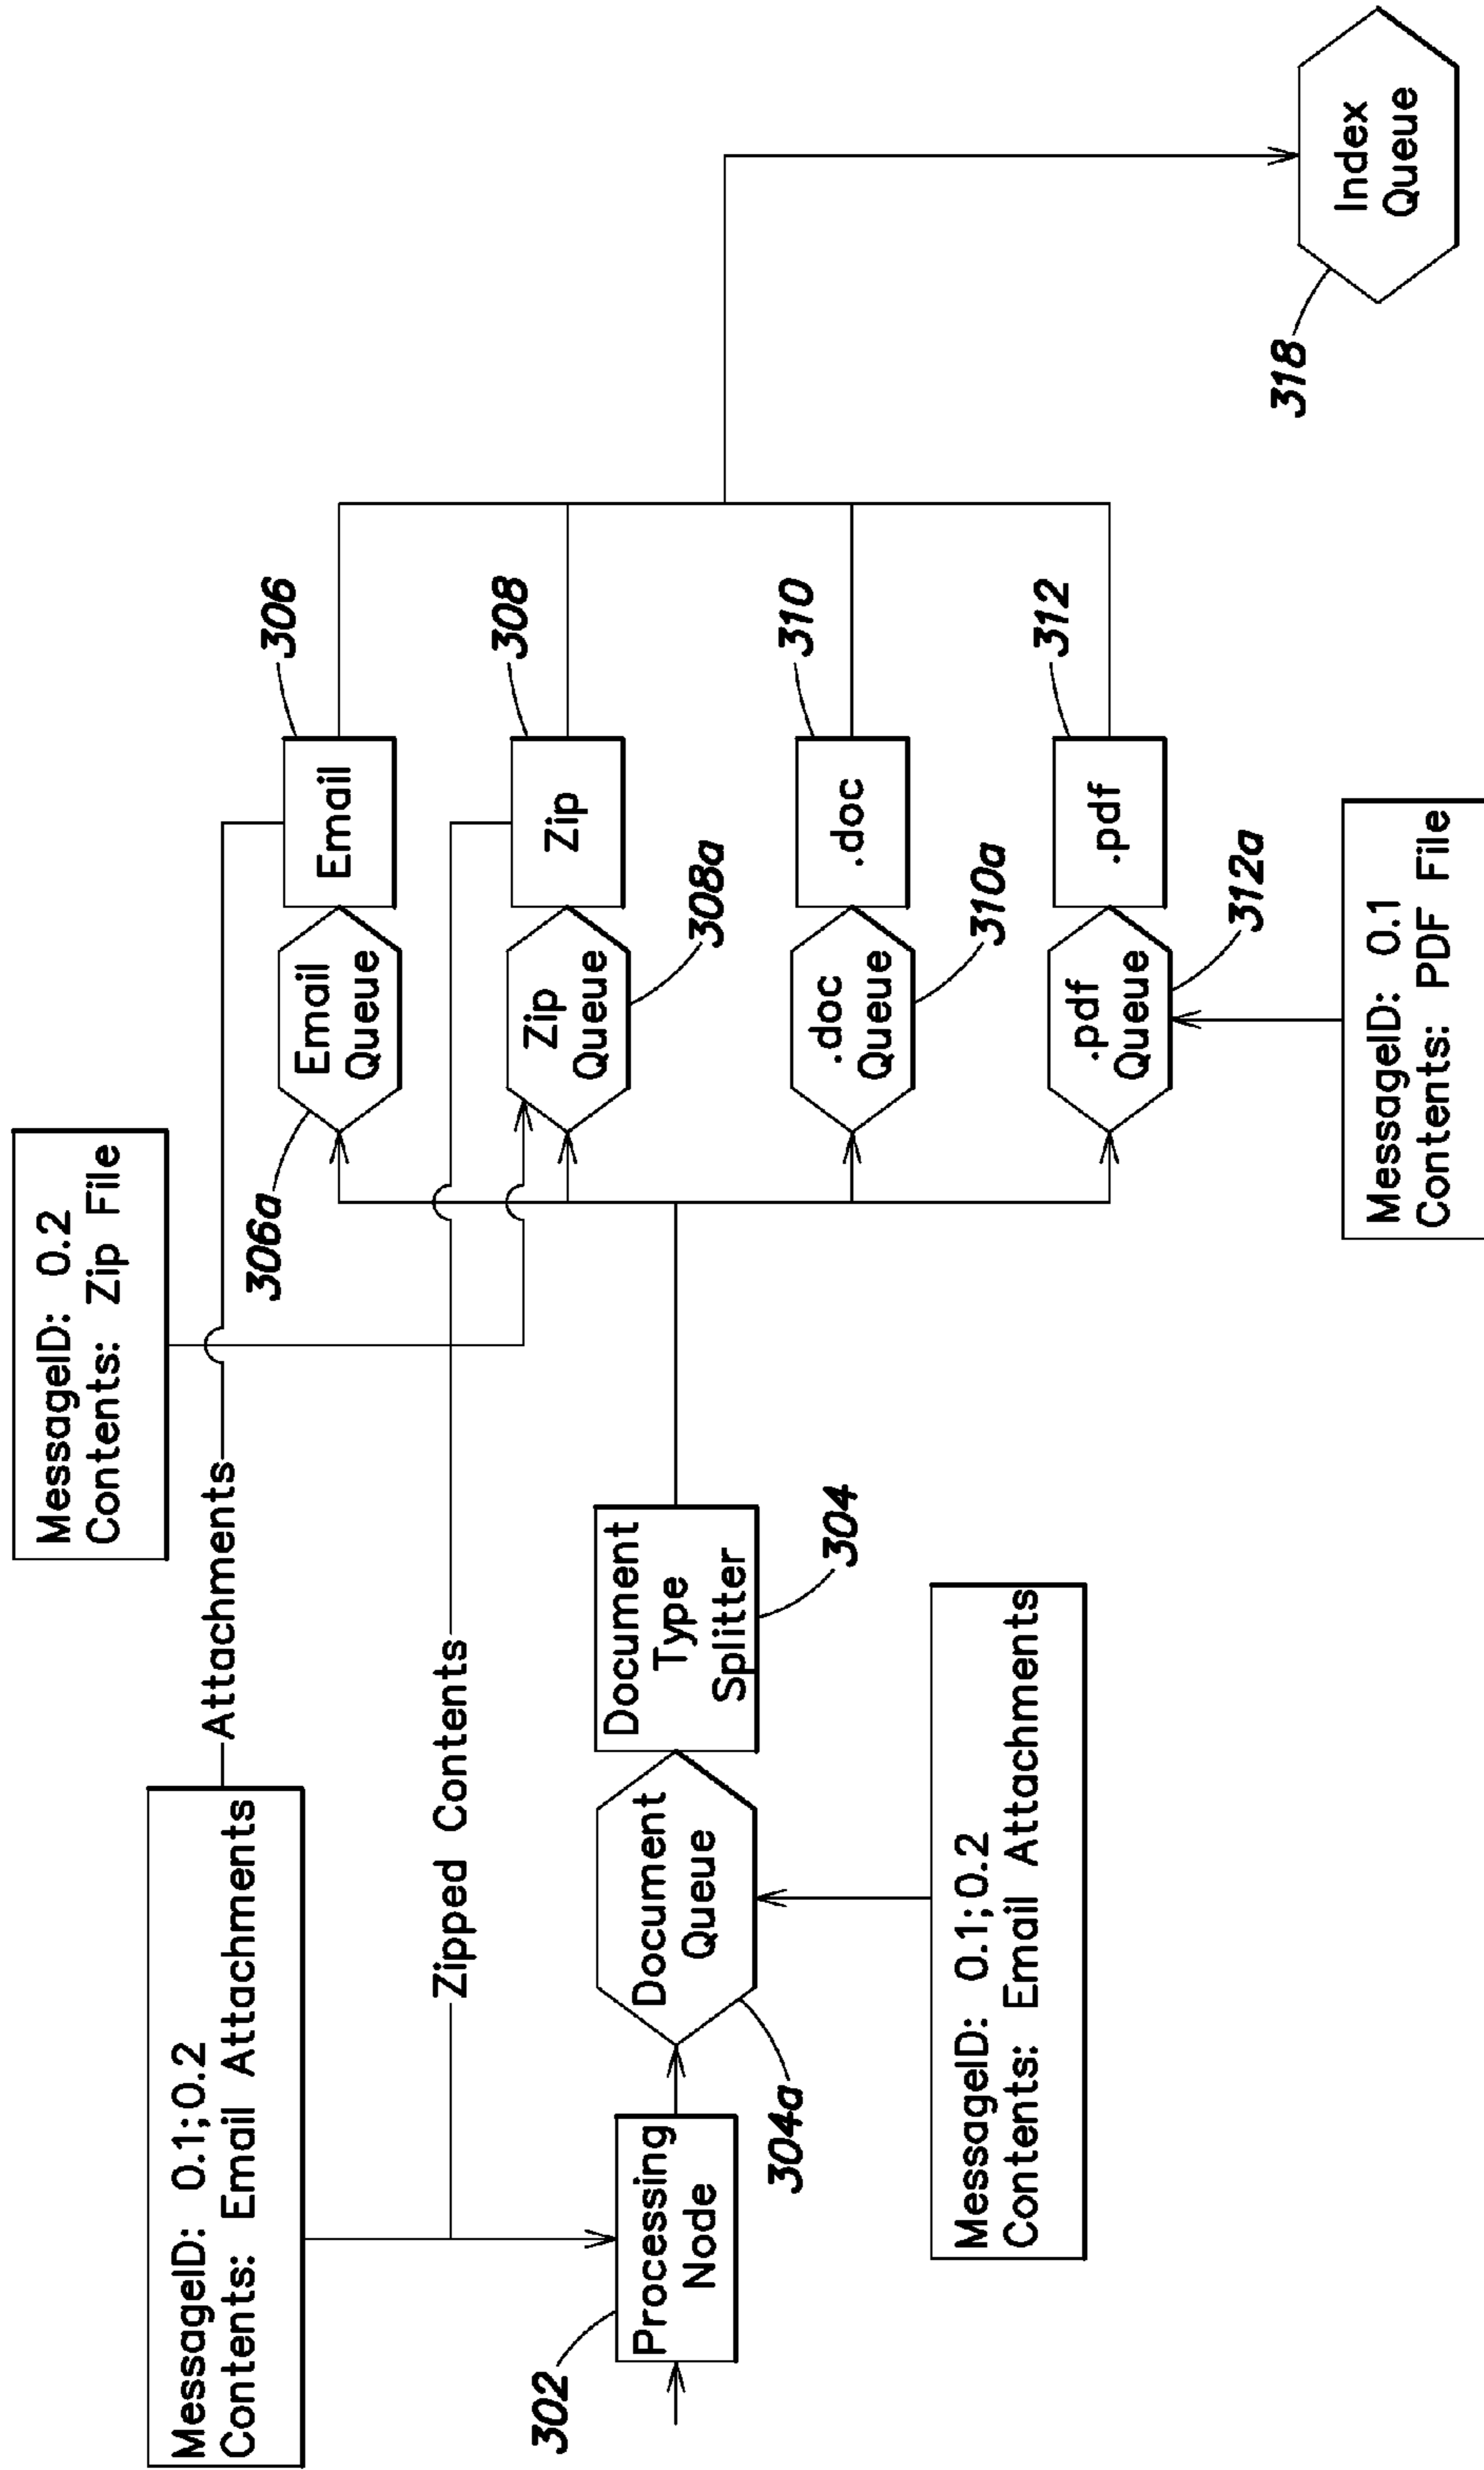 MessageID: 0.2
Contents: Zip File
MessageID: 0.1;0.2
Contents: Email Attachments
Attachments
306
306a
Email
Queue
Email
Zipped Contents
308
Zip
Queue
Zip
308a
302
Processing
Node
304a
Document
Queue
Document
Type
Splitter
304
310
.doc
Queue
.doc
310a
312
.pdf
Queue
.pdf
312a
MessageID: 0.1;0.2
Contents: Email Attachments
MessageID: 0.1
Contents: PDF File
318
Index
Queue